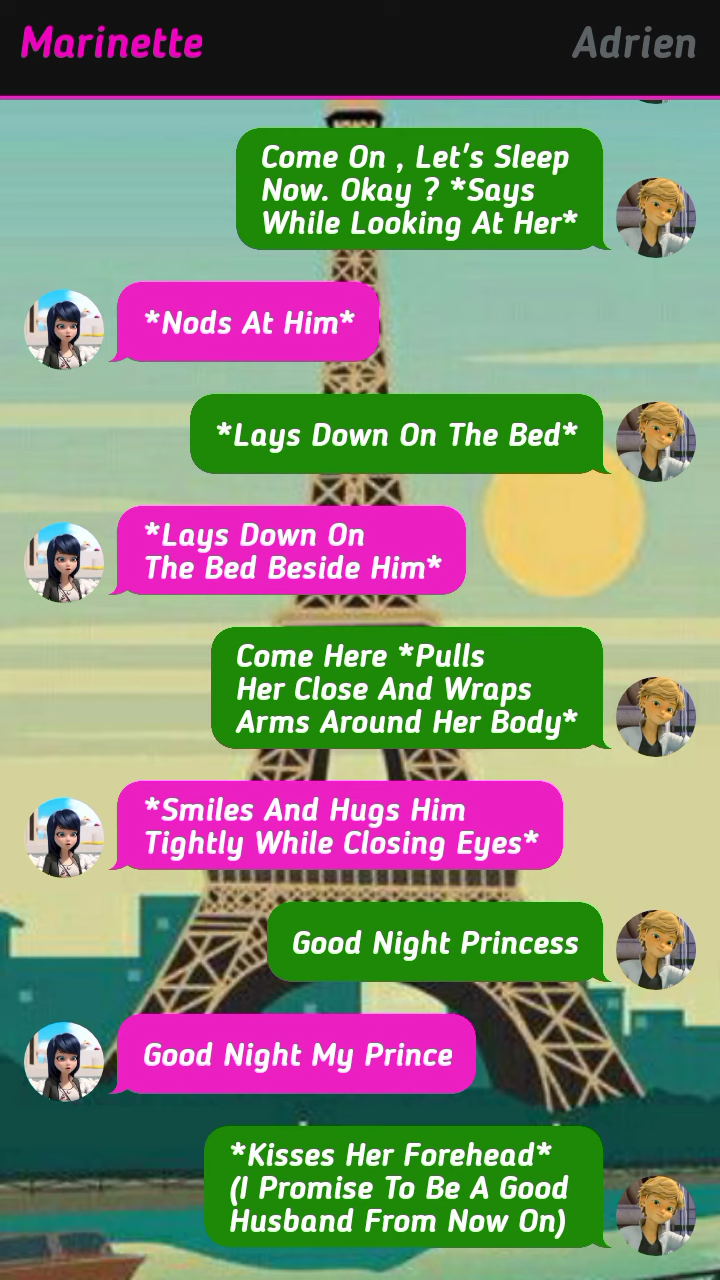 Marinette Adrien
Come On , Let's Sleep
Now. Okay ? *Says
While Looking At Her*
*Nods At Him*
*Lays Down On The Bed*
*Lays Down On
The Bed Beside Him*
Come Here *Pulls
Her Close And Wraps
Arms Around Her Body*
*Smiles And Hugs Him
Tightly While Closing Eyes*
Good Night Princess
Good Night My Prince
*Kisses Her Forehead*
(I Promise To Be A Good
Husband From Now On)